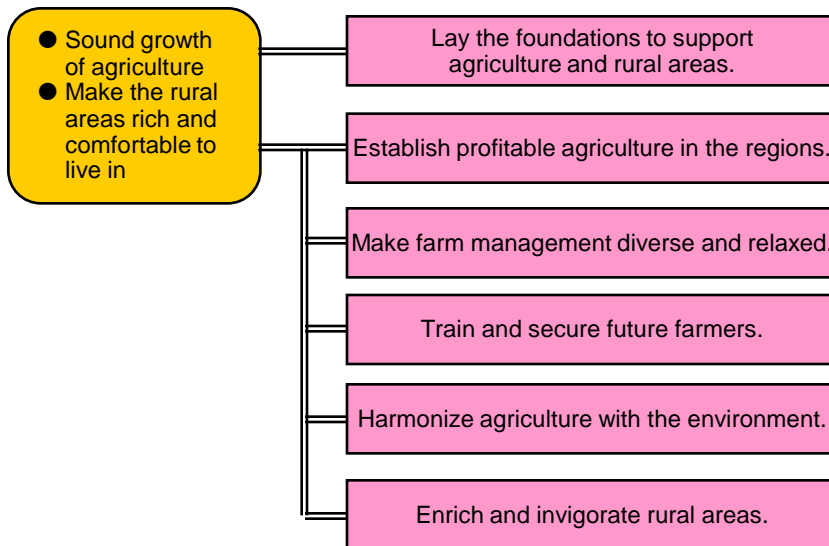 ● Sound growth
of agriculture
● Make the rural
areas rich and
comfortable to
live in
Lay the foundations to support
agriculture and rural areas.
Establish profitable agriculture in the regions.
Make farm management diverse and relaxed.
Train and secure future farmers.
Harmonize agriculture with the environment.
Enrich and invigorate rural areas.